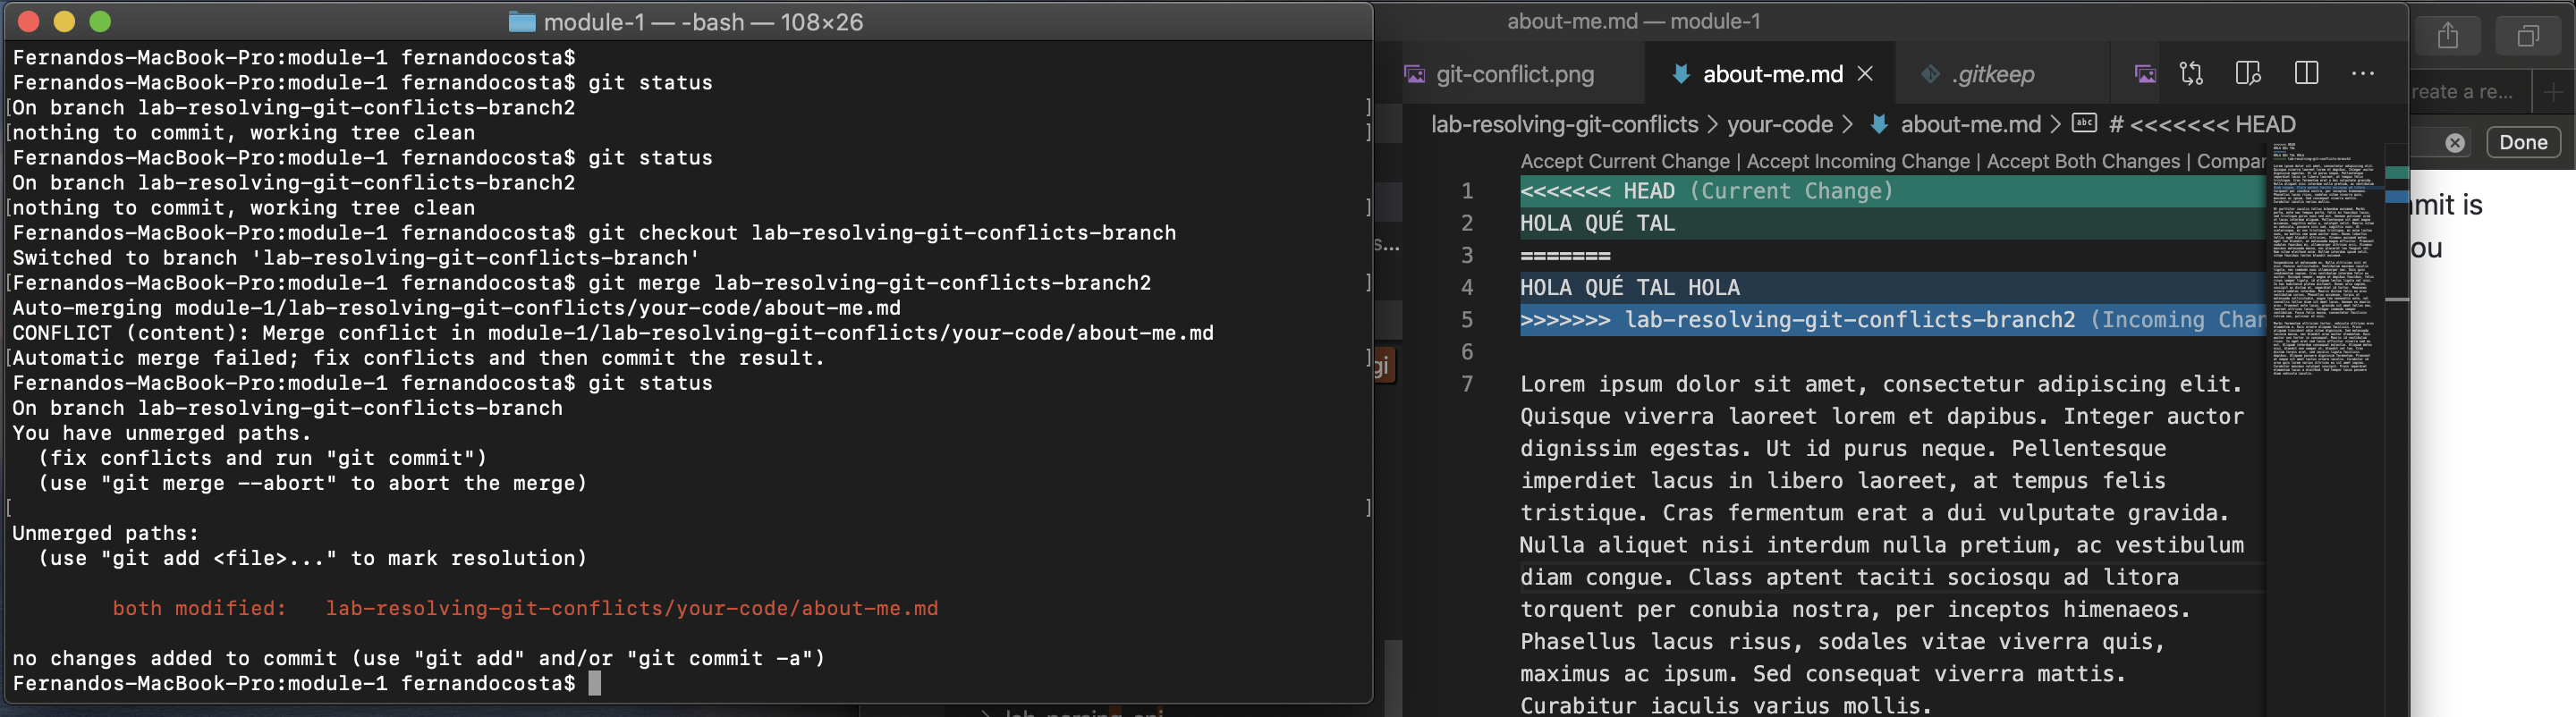 module-1 — -bash — 108×26
Fernandos-MacBook-Pro:module-1 fernandocosta$
Fernandos-MacBook-Pro:module-1 fernandocosta$ git status
[On branch lab-resolving-git-conflicts-branch2 ]
[nothing to commit, working tree clean ]
Fernandos-MacBook-Pro:module-1 fernandocosta$ git status
On branch lab-resolving-git-conflicts-branch2
[nothing to commit, working tree clean ]
Fernandos-MacBook-Pro:module-1 fernandocosta$ git checkout lab-resolving-git-conflicts-branch
Switched to branch 'lab-resolving-git-conflicts-branch'
[Fernandos-MacBook-Pro:module-1 fernandocosta$ git merge lab-resolving-git-conflicts-branch2 ]
Auto-merging module-1/lab-resolving-git-conflicts/your-code/about-me.md
CONFLICT (content): Merge conflict in module-1/lab-resolving-git-conflicts/your-code/about-me.md
[Automatic merge failed; fix conflicts and then commit the result. ]
Fernandos-MacBook-Pro:module-1 fernandocosta$ git status
On branch lab-resolving-git-conflicts-branch
You have unmerged paths.
(fix conflicts and run "git commit")
(use "git merge --abort" to abort the merge)
[ ]
Unmerged paths:
(use "git add <file>..." to mark resolution)
both modified: lab-resolving-git-conflicts/your-code/about-me.md
no changes added to commit (use "git add" and/or "git commit -a")
Fernandos-MacBook-Pro:module-1 fernandocosta$
about-me.md — module-1
git-conflict.png about-me.md .gitkeep
lab-resolving-git-conflicts > your-code > about-me.md > # <<<<<<< HEAD
Accept Current Change | Accept Incoming Change | Accept Both Changes | Compar
1 <<<<<<< HEAD (Current Change)
2 HOLA QUÉ TAL
3 =======
4 HOLA QUÉ TAL HOLA
5 >>>>>>> lab-resolving-git-conflicts-branch2 (Incoming Chan
6
7 Lorem ipsum dolor sit amet, consectetur adipiscing elit.
Quisque viverra laoreet lorem et dapibus. Integer auctor
dignissim egestas. Ut id purus neque. Pellentesque
imperdiet lacus in libero laoreet, at tempus felis
tristique. Cras fermentum erat a dui vulputate gravida.
Nulla aliquet nisi interdum nulla pretium, ac vestibulum
diam congue. Class aptent taciti sociosqu ad litora
torquent per conubia nostra, per inceptos himenaeos.
Phasellus lacus risus, sodales vitae viverra quis,
maximus ac ipsum. Sed consequat viverra mattis.
Curabitur iaculis varius mollis.
reate a re...
Done
mmit is
ou
s...
gi